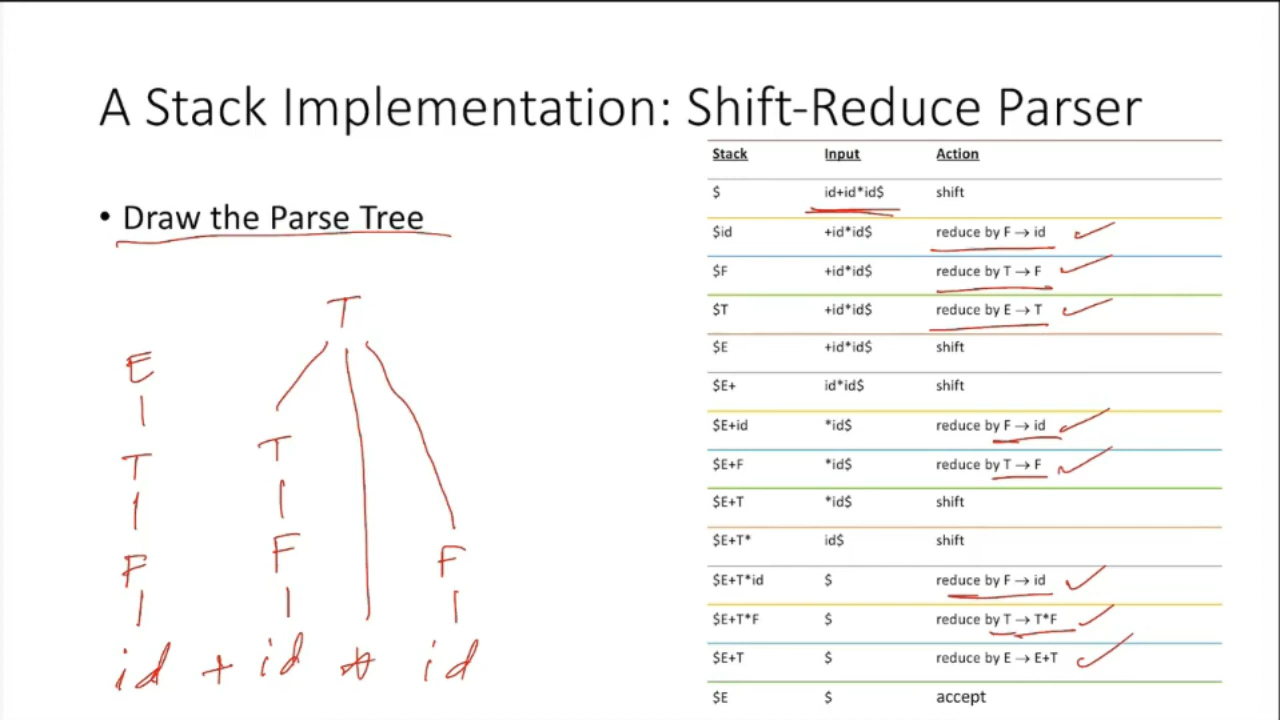 A Stack Implementation: Shift-Reduce Parser
• Draw the Parse Tree
T
E
T T
F F F
id + id * id
Stack Input Action
$ id+id*id$ shift
$id +id*id$ reduce by F → id
$F +id*id$ reduce by T → F
$T +id*id$ reduce by E → T
$E +id*id$ shift
$E+ id*id$ shift
$E+id *id$ reduce by F → id
$E+F *id$ reduce by T → F
$E+T *id$ shift
$E+T* id$ shift
$E+T*id $ reduce by F → id
$E+T*F $ reduce by T → T*F
$E+T $ reduce by E → E+T
$E $ accept